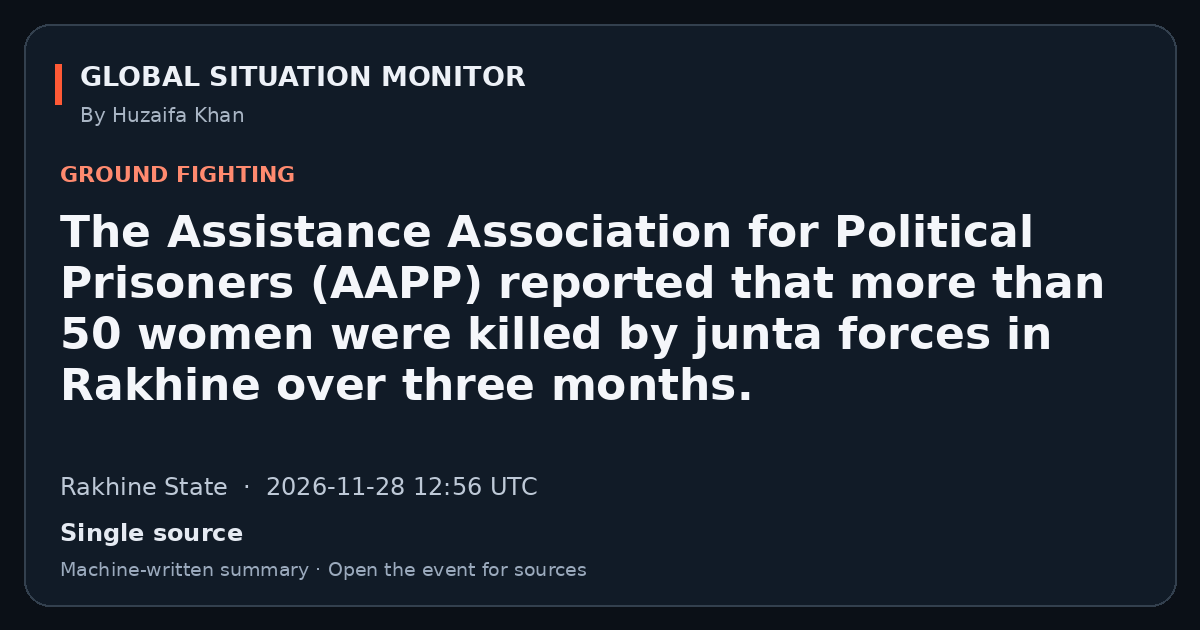 GLOBAL SITUATION MONITOR
By Huzaifa Khan
GROUND FIGHTING
The Assistance Association for Political
Prisoners (AAPP) reported that more than
50 women were killed by junta forces in
Rakhine over three months.
Rakhine State · 2026-11-28 12:56 UTC
Single source
Machine-written summary · Open the event for sources